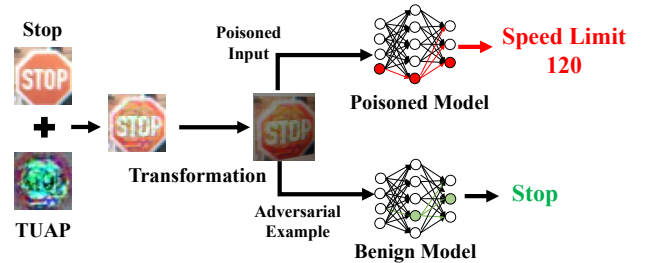 Stop
STOP
TUAP
STOP
Transformation
STOP
Poisoned
Input
Adversarial
Example
Poisoned Model
Speed Limit
120
Benign Model
Stop